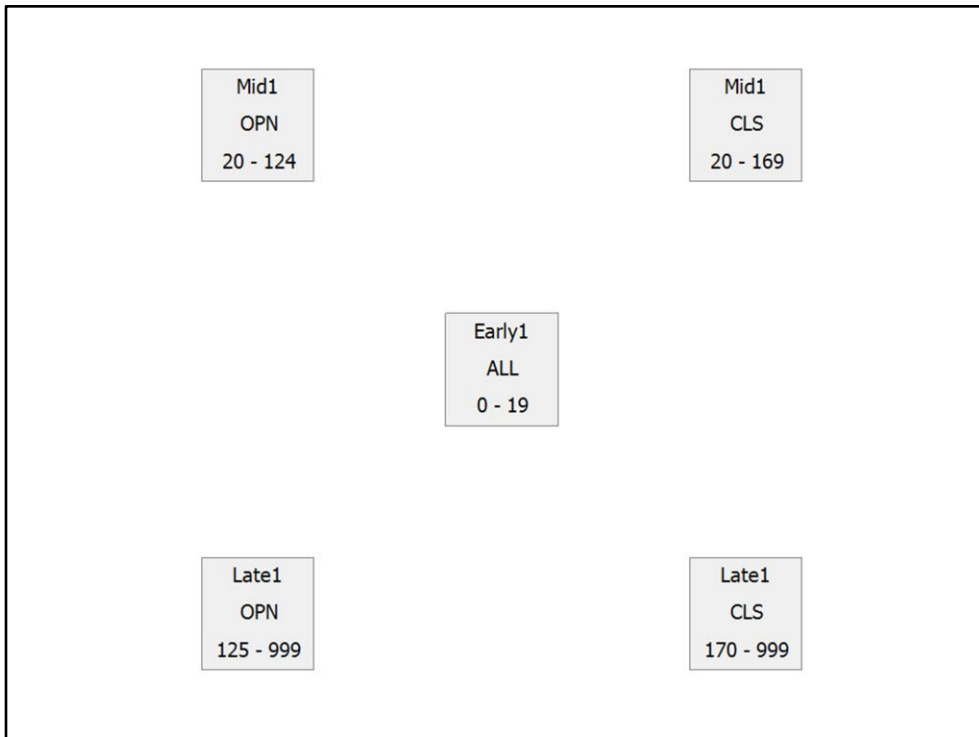 Mid1
OPN
20 - 124
Mid1
CLS
20 - 169
Early1
ALL
0 - 19
Late1
OPN
125 - 999
Late1
CLS
170 - 999